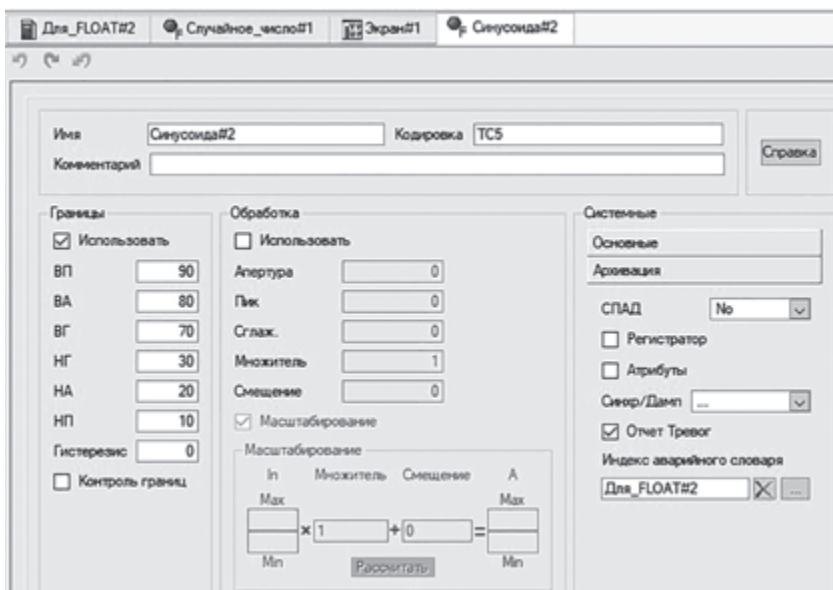 Для_FLOAT#2 Случайное_число#1 Экран#1 Синусоида#2
Имя Синусоида#2 Кодировка TC5
Комментарий
Справка
Границы
Использовать
ВП 90
ВА 80
ВГ 70
НГ 30
НА 20
НП 10
Гистерезис 0
Контроль границ
Обработка
Использовать
Апертура 0
Пик 0
Сглаж. 0
Множитель 1
Смещение 0
Масштабирование
Масштабирование
In Множитель Смещение A
Max Max
× 1 + 0 =
Min Min
Рассчитать
Системные
Основные
Архивация
СПАД No
Регистратор
Атрибуты
Синхр/Дамп ...
Отчет Тревог
Индекс аварийного словаря
Для_FLOAT#2 ...